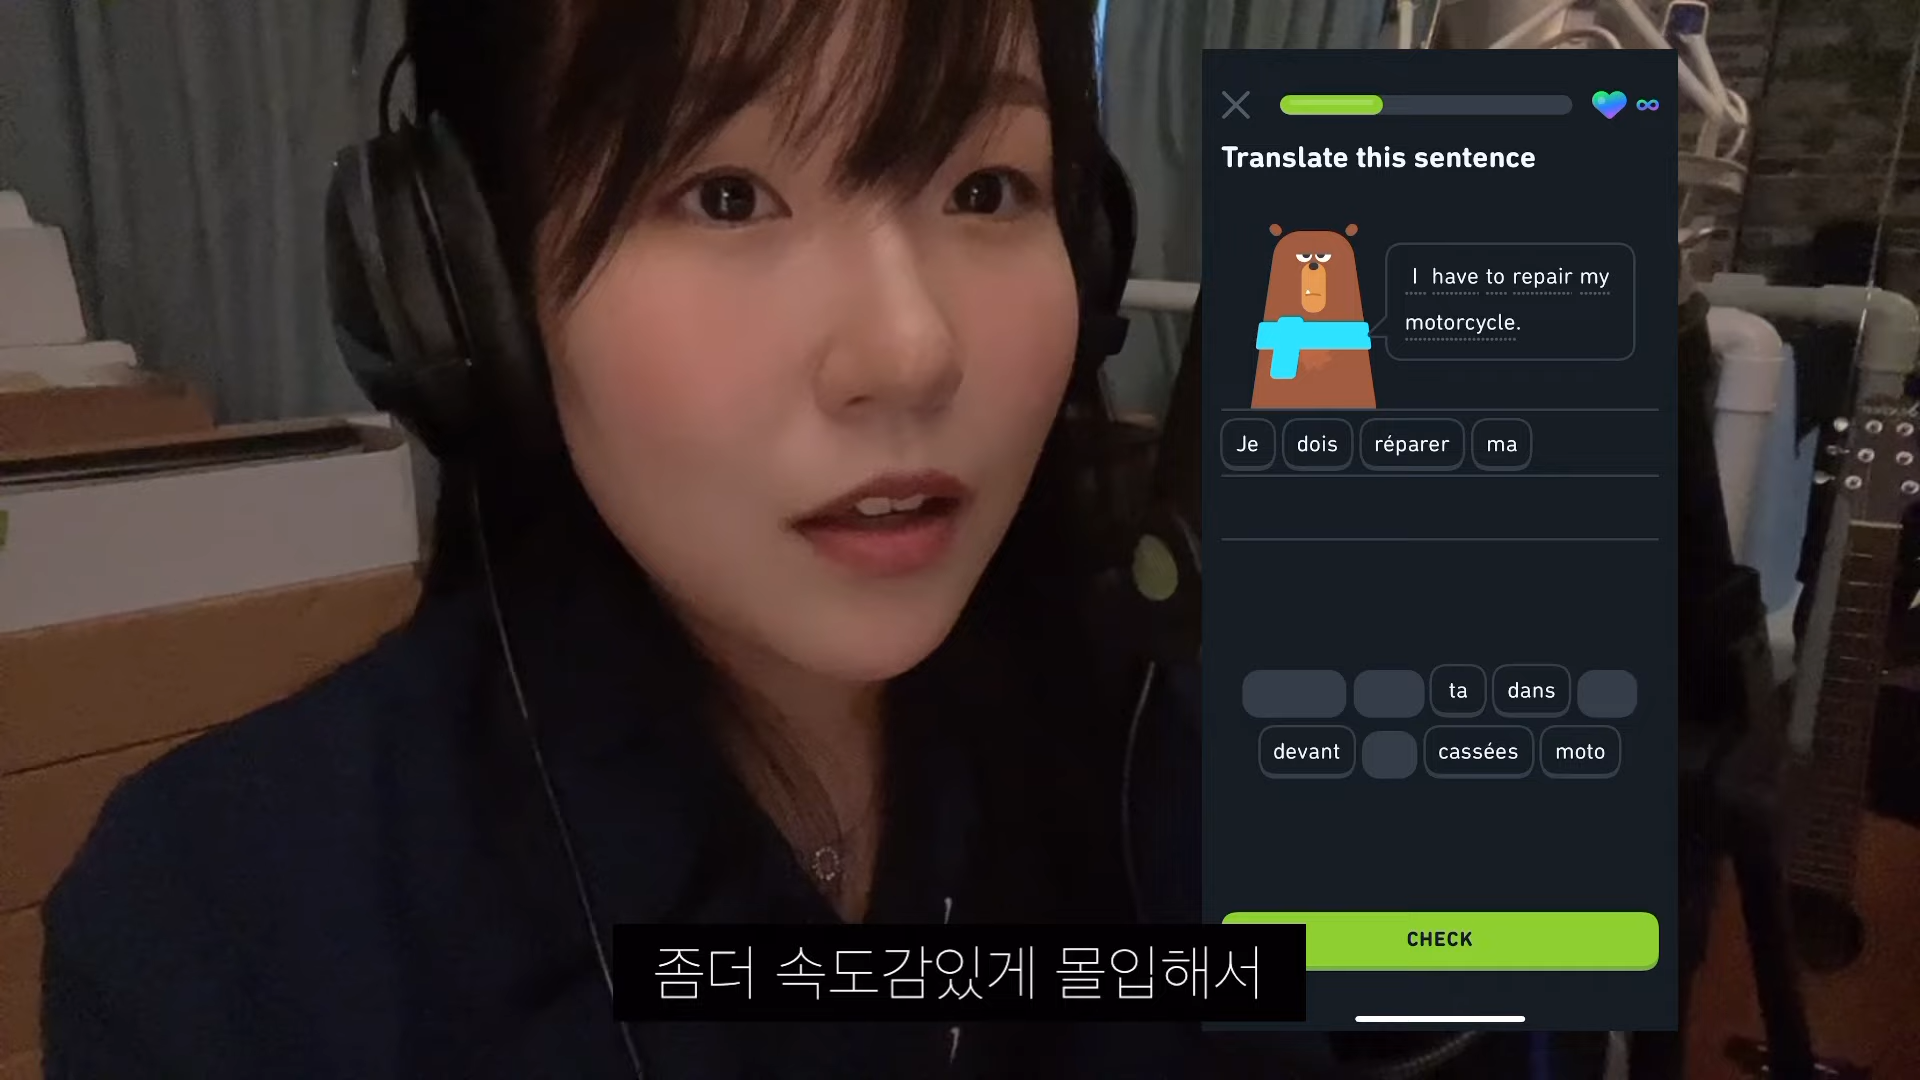 Translate this sentence
I have to repair my
motorcycle.
Je dois réparer ma
ta dans
devant cassées moto
CHECK
좀더 속도감있게 몰입해서